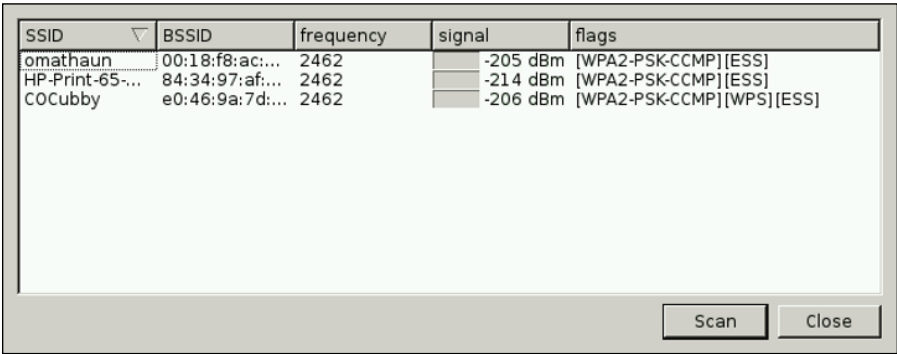 SSID BSSID frequency signal flags
omathaun 00:18:f8:ac:... 2462 -205 dBm [WPA2-PSK-CCMP][ESS]
HP-Print-65-... 84:34:97:af:... 2462 -214 dBm [WPA2-PSK-CCMP][ESS]
COCubby e0:46:9a:7d:... 2462 -206 dBm [WPA2-PSK-CCMP][WPS][ESS]
Scan Close